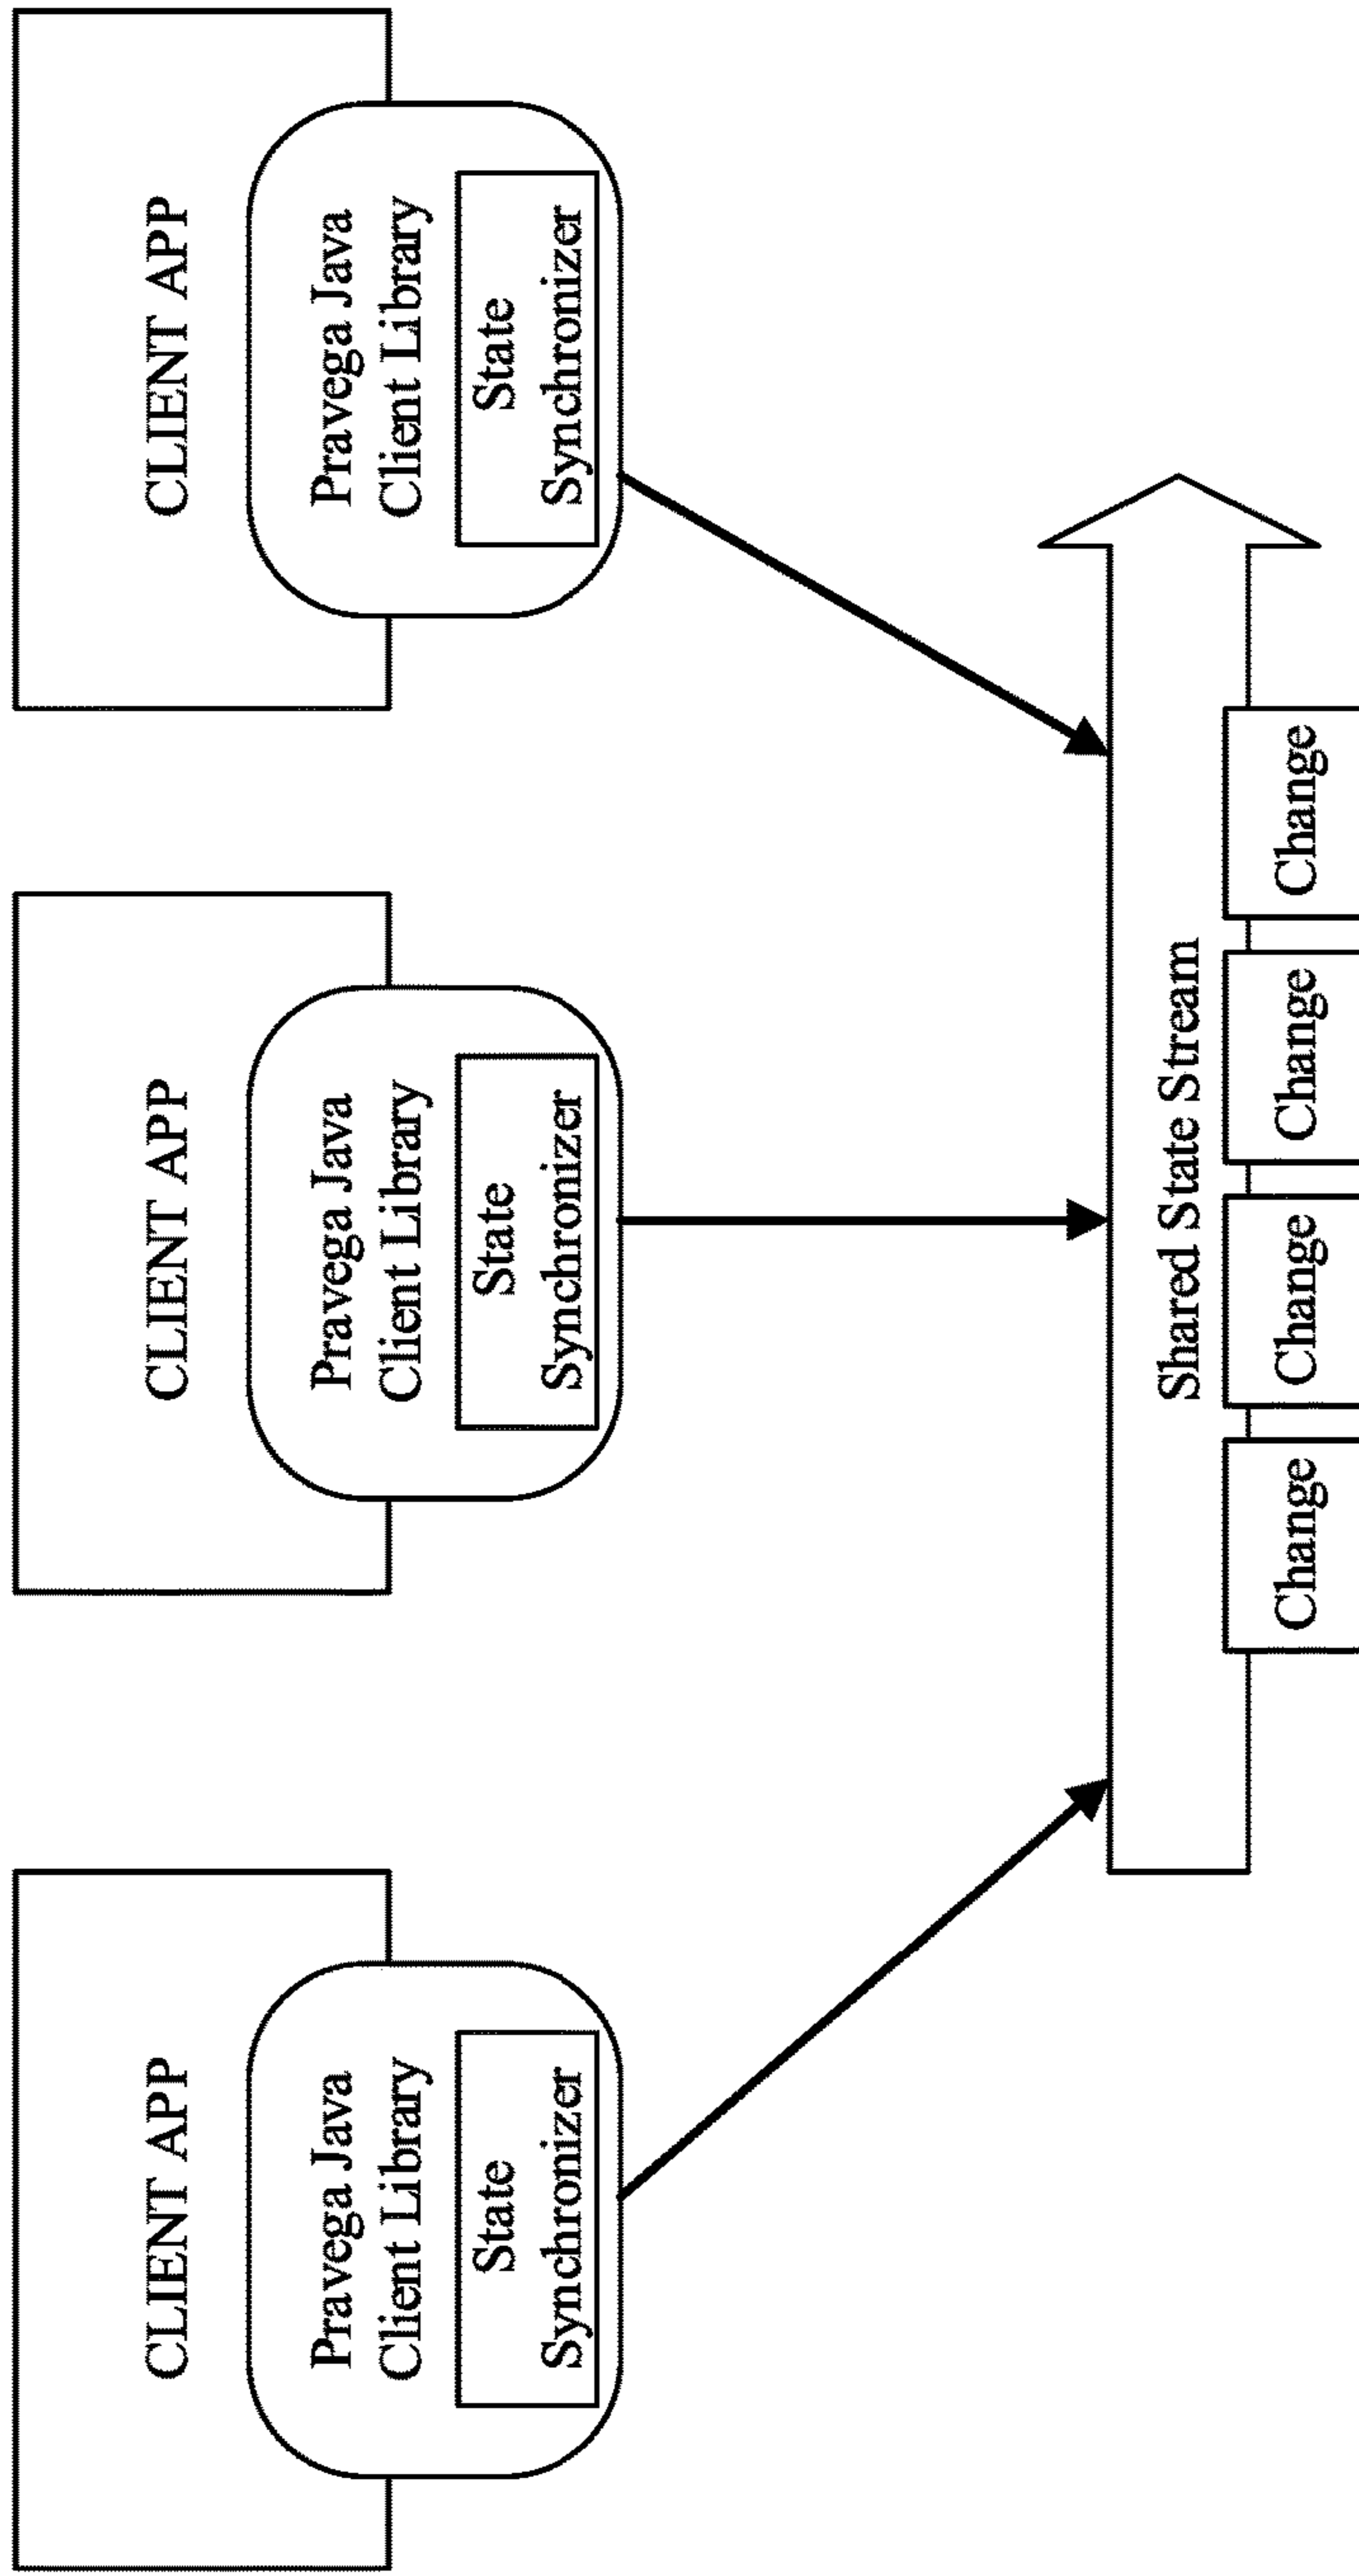 CLIENT APP
Pravega Java
Client Library
State
Synchronizer
CLIENT APP
Pravega Java
Client Library
State
Synchronizer
CLIENT APP
Pravega Java
Client Library
State
Synchronizer
Shared State Stream
Change
Change
Change
Change